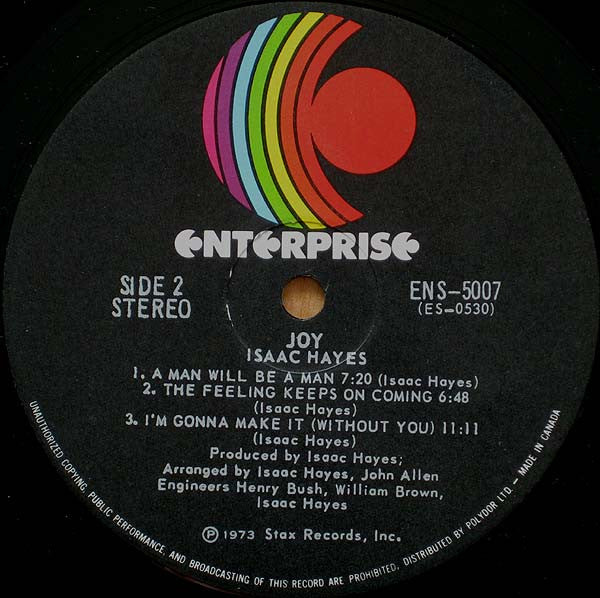 ENTERPRISE
SIDE 2
STEREO
ENS-5007
(ES-0530)
JOY
ISAAC HAYES
1. A MAN WILL BE A MAN 7:20 (Isaac Hayes)
2. THE FEELING KEEPS ON COMING 6:48
(Isaac Hayes)
3. I'M GONNA MAKE IT (WITHOUT YOU) 11:11
(Isaac Hayes)
Produced by Isaac Hayes;
Arranged by Isaac Hayes, John Allen
Engineers Henry Bush, William Brown,
Isaac Hayes
Ⓟ 1973 Stax Records, Inc.
UNAUTHORIZED COPYING, PUBLIC PERFORMANCE, AND BROADCASTING OF THIS RECORD ARE PROHIBITED. DISTRIBUTED BY POLYDOR LTD. – MADE IN CANADA